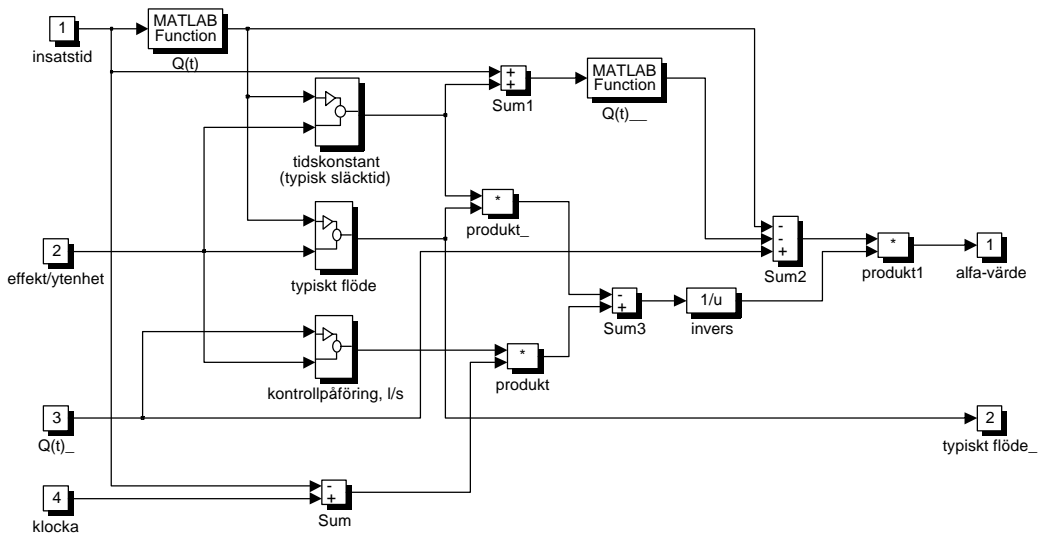 1
insatstid
MATLAB
Function
Q(t)
+
+
Sum1
MATLAB
Function
Q(t)__
tidskonstant
(typisk släcktid)
*
produkt_
2
effekt/ytenhet
typiskt flöde
-
-
+
Sum2
*
produkt1
1
alfa-värde
-
+
Sum3
1/u
invers
kontrollpåföring, l/s
*
produkt
3
Q(t)_
2
typiskt flöde_
4
klocka
-
+
Sum